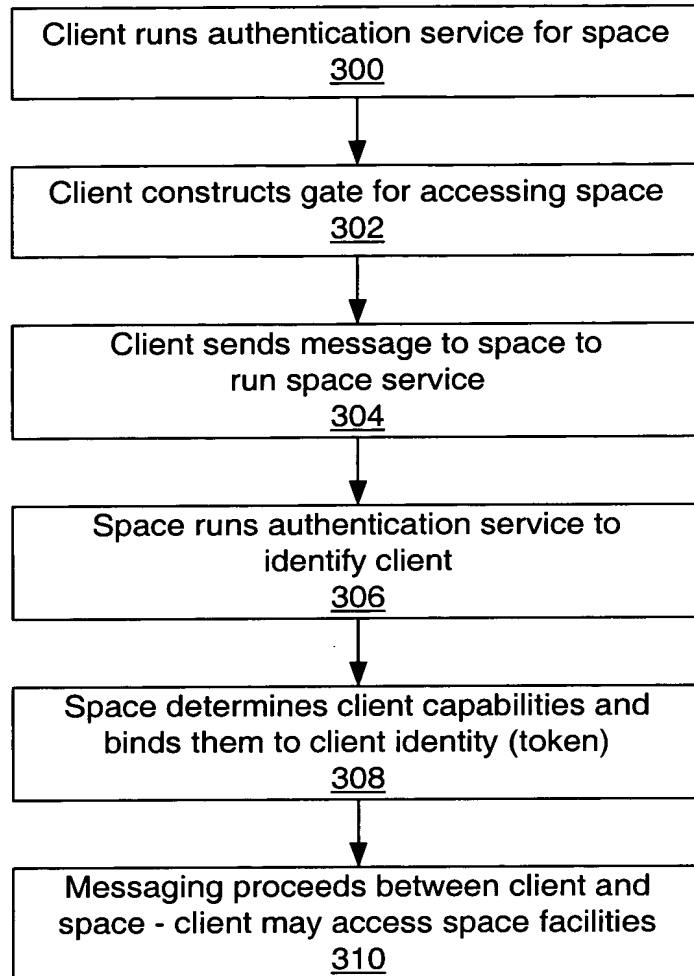 Client runs authentication service for space
300
Client constructs gate for accessing space
302
Client sends message to space to
run space service
304
Space runs authentication service to
identify client
306
Space determines client capabilities and
binds them to client identity (token)
308
Messaging proceeds between client and
space - client may access space facilities
310